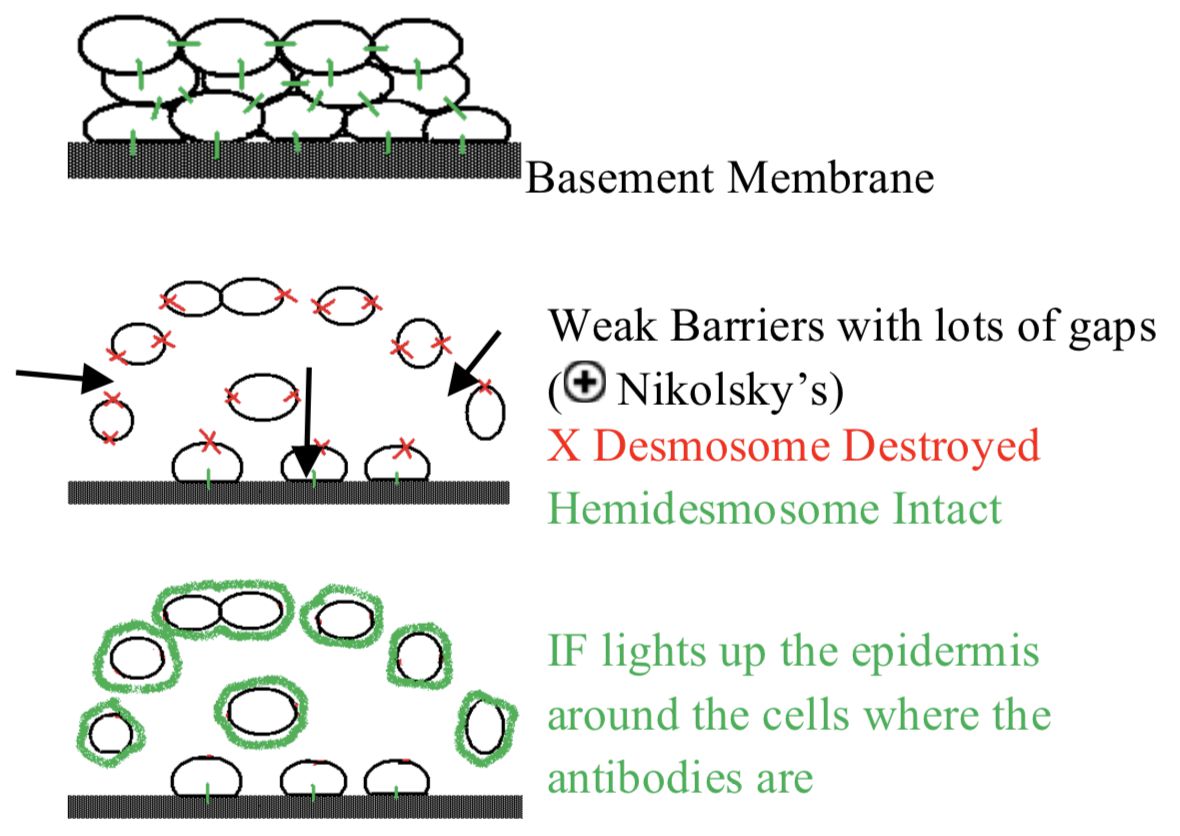 Basement Membrane
Weak Barriers with lots of gaps
(⊕ Nikolsky’s)
X Desmosome Destroyed
Hemidesmosome Intact
IF lights up the epidermis
around the cells where the
antibodies are